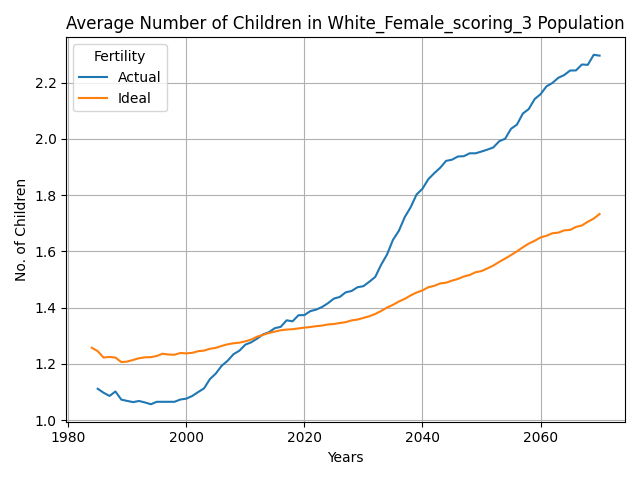 Average Number of Children in White_Female_scoring_3 Population
Fertility
Actual
Ideal
No. of Children
2.2
2.0
1.8
1.6
1.4
1.2
1.0
1980 2000 2020 2040 2060
Years